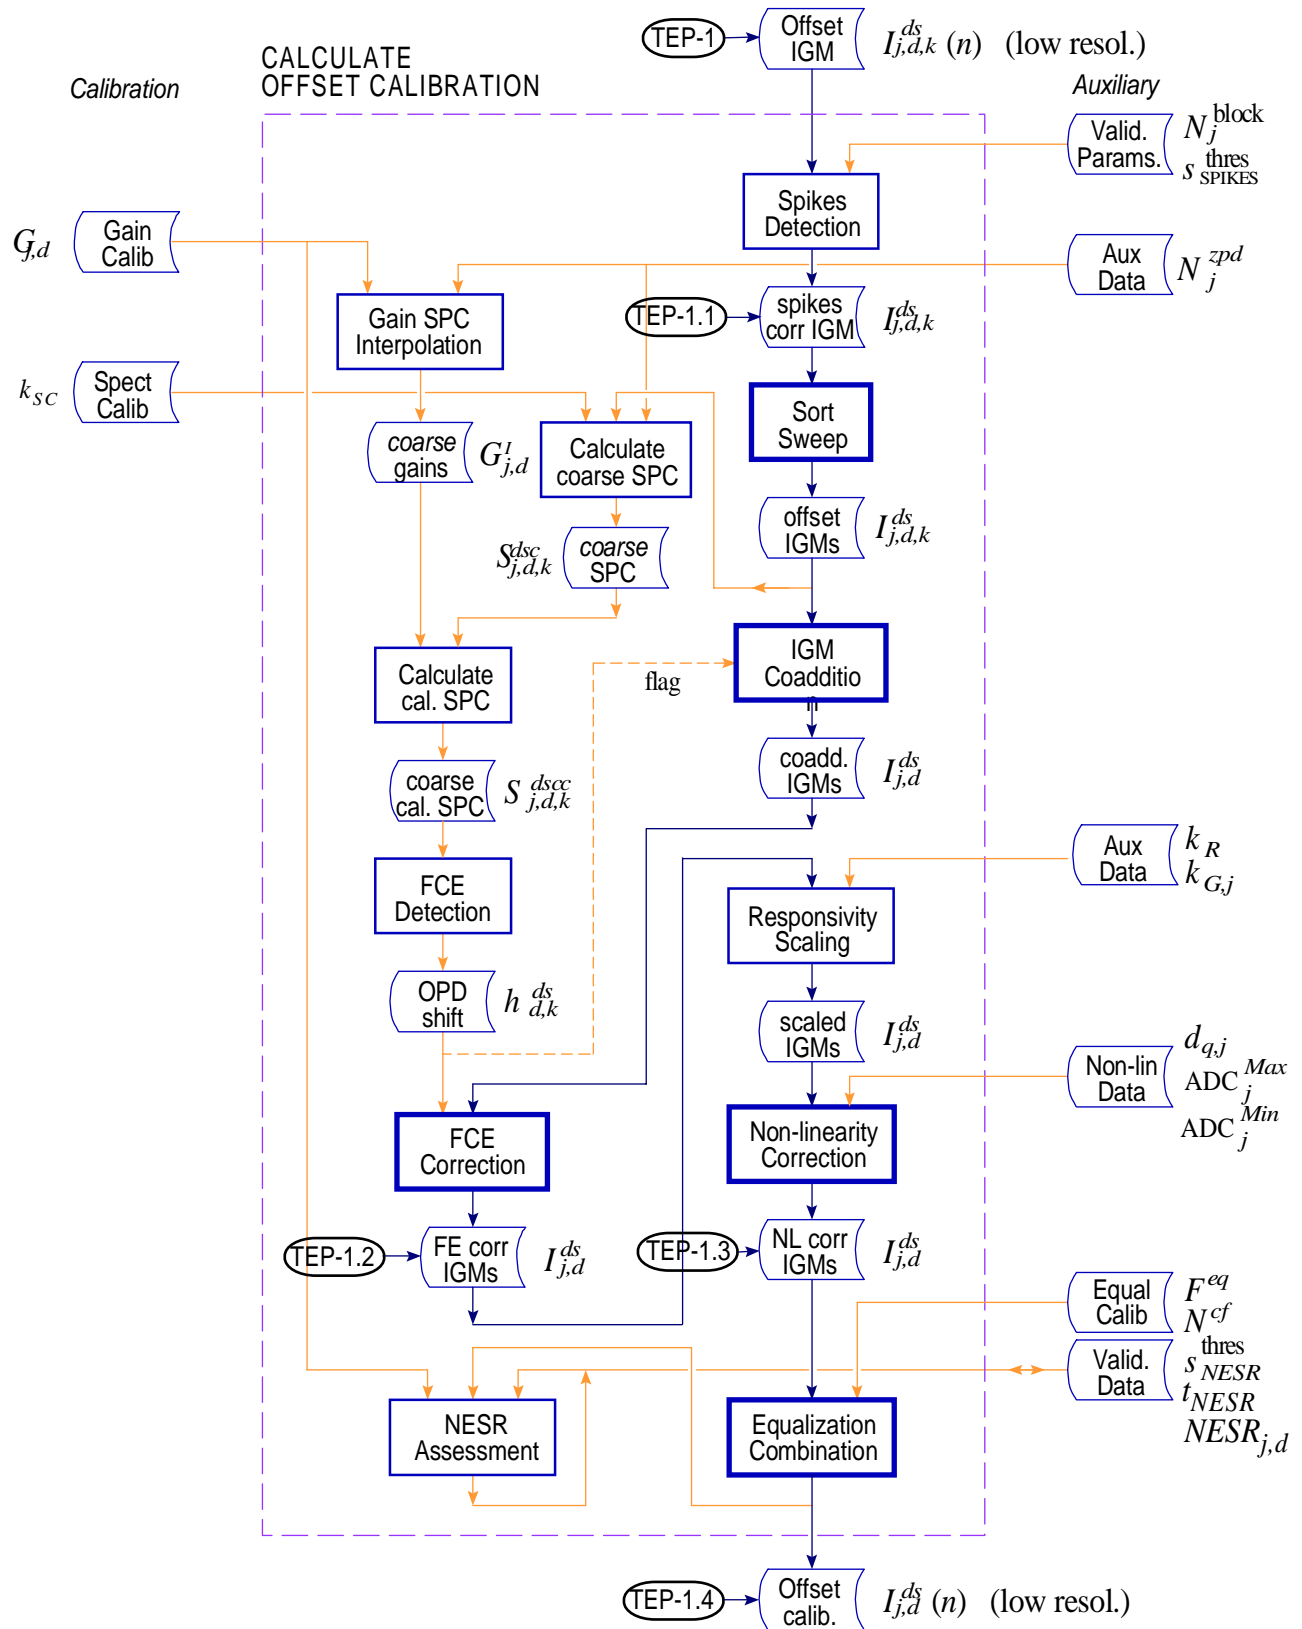 TEP-1
Offset
IGM
I^{ds}_{j,d,k} (n) (low resol.)
CALCULATE
OFFSET CALIBRATION
Calibration
Auxiliary
Valid.
Params.
N^{block}_j
s^{thres}_{SPIKES}
Spikes
Detection
G_{j,d}
Gain
Calib
Aux
Data
N^{zpd}_j
Gain SPC
Interpolation
TEP-1.1
spikes
corr IGM
I^{ds}_{j,d,k}
k_{SC}
Spect
Calib
Sort
Sweep
coarse
gains
G^{I}_{j,d}
Calculate
coarse SPC
offset
IGMs
I^{ds}_{j,d,k}
S^{dsc}_{j,d,k}
coarse
SPC
Calculate
cal. SPC
flag
IGM
Coadditio
n
coarse
cal. SPC
S^{dscc}_{j,d,k}
coadd.
IGMs
I^{ds}_{j,d}
FCE
Detection
Responsivity
Scaling
Aux
Data
k_R
k_{G,j}
OPD
shift
h^{ds}_{d,k}
scaled
IGMs
I^{ds}_{j,d}
Non-lin
Data
d_{q,j}
ADC^{Max}_j
ADC^{Min}_j
FCE
Correction
Non-linearity
Correction
TEP-1.2
FE corr
IGMs
I^{ds}_{j,d}
TEP-1.3
NL corr
IGMs
I^{ds}_{j,d}
Equal
Calib
F^{eq}
N^{cf}
Valid.
Data
s^{thres}_{NESR}
t_{NESR}
NESR_{j,d}
NESR
Assessment
Equalization
Combination
TEP-1.4
Offset
calib.
I^{ds}_{j,d} (n) (low resol.)